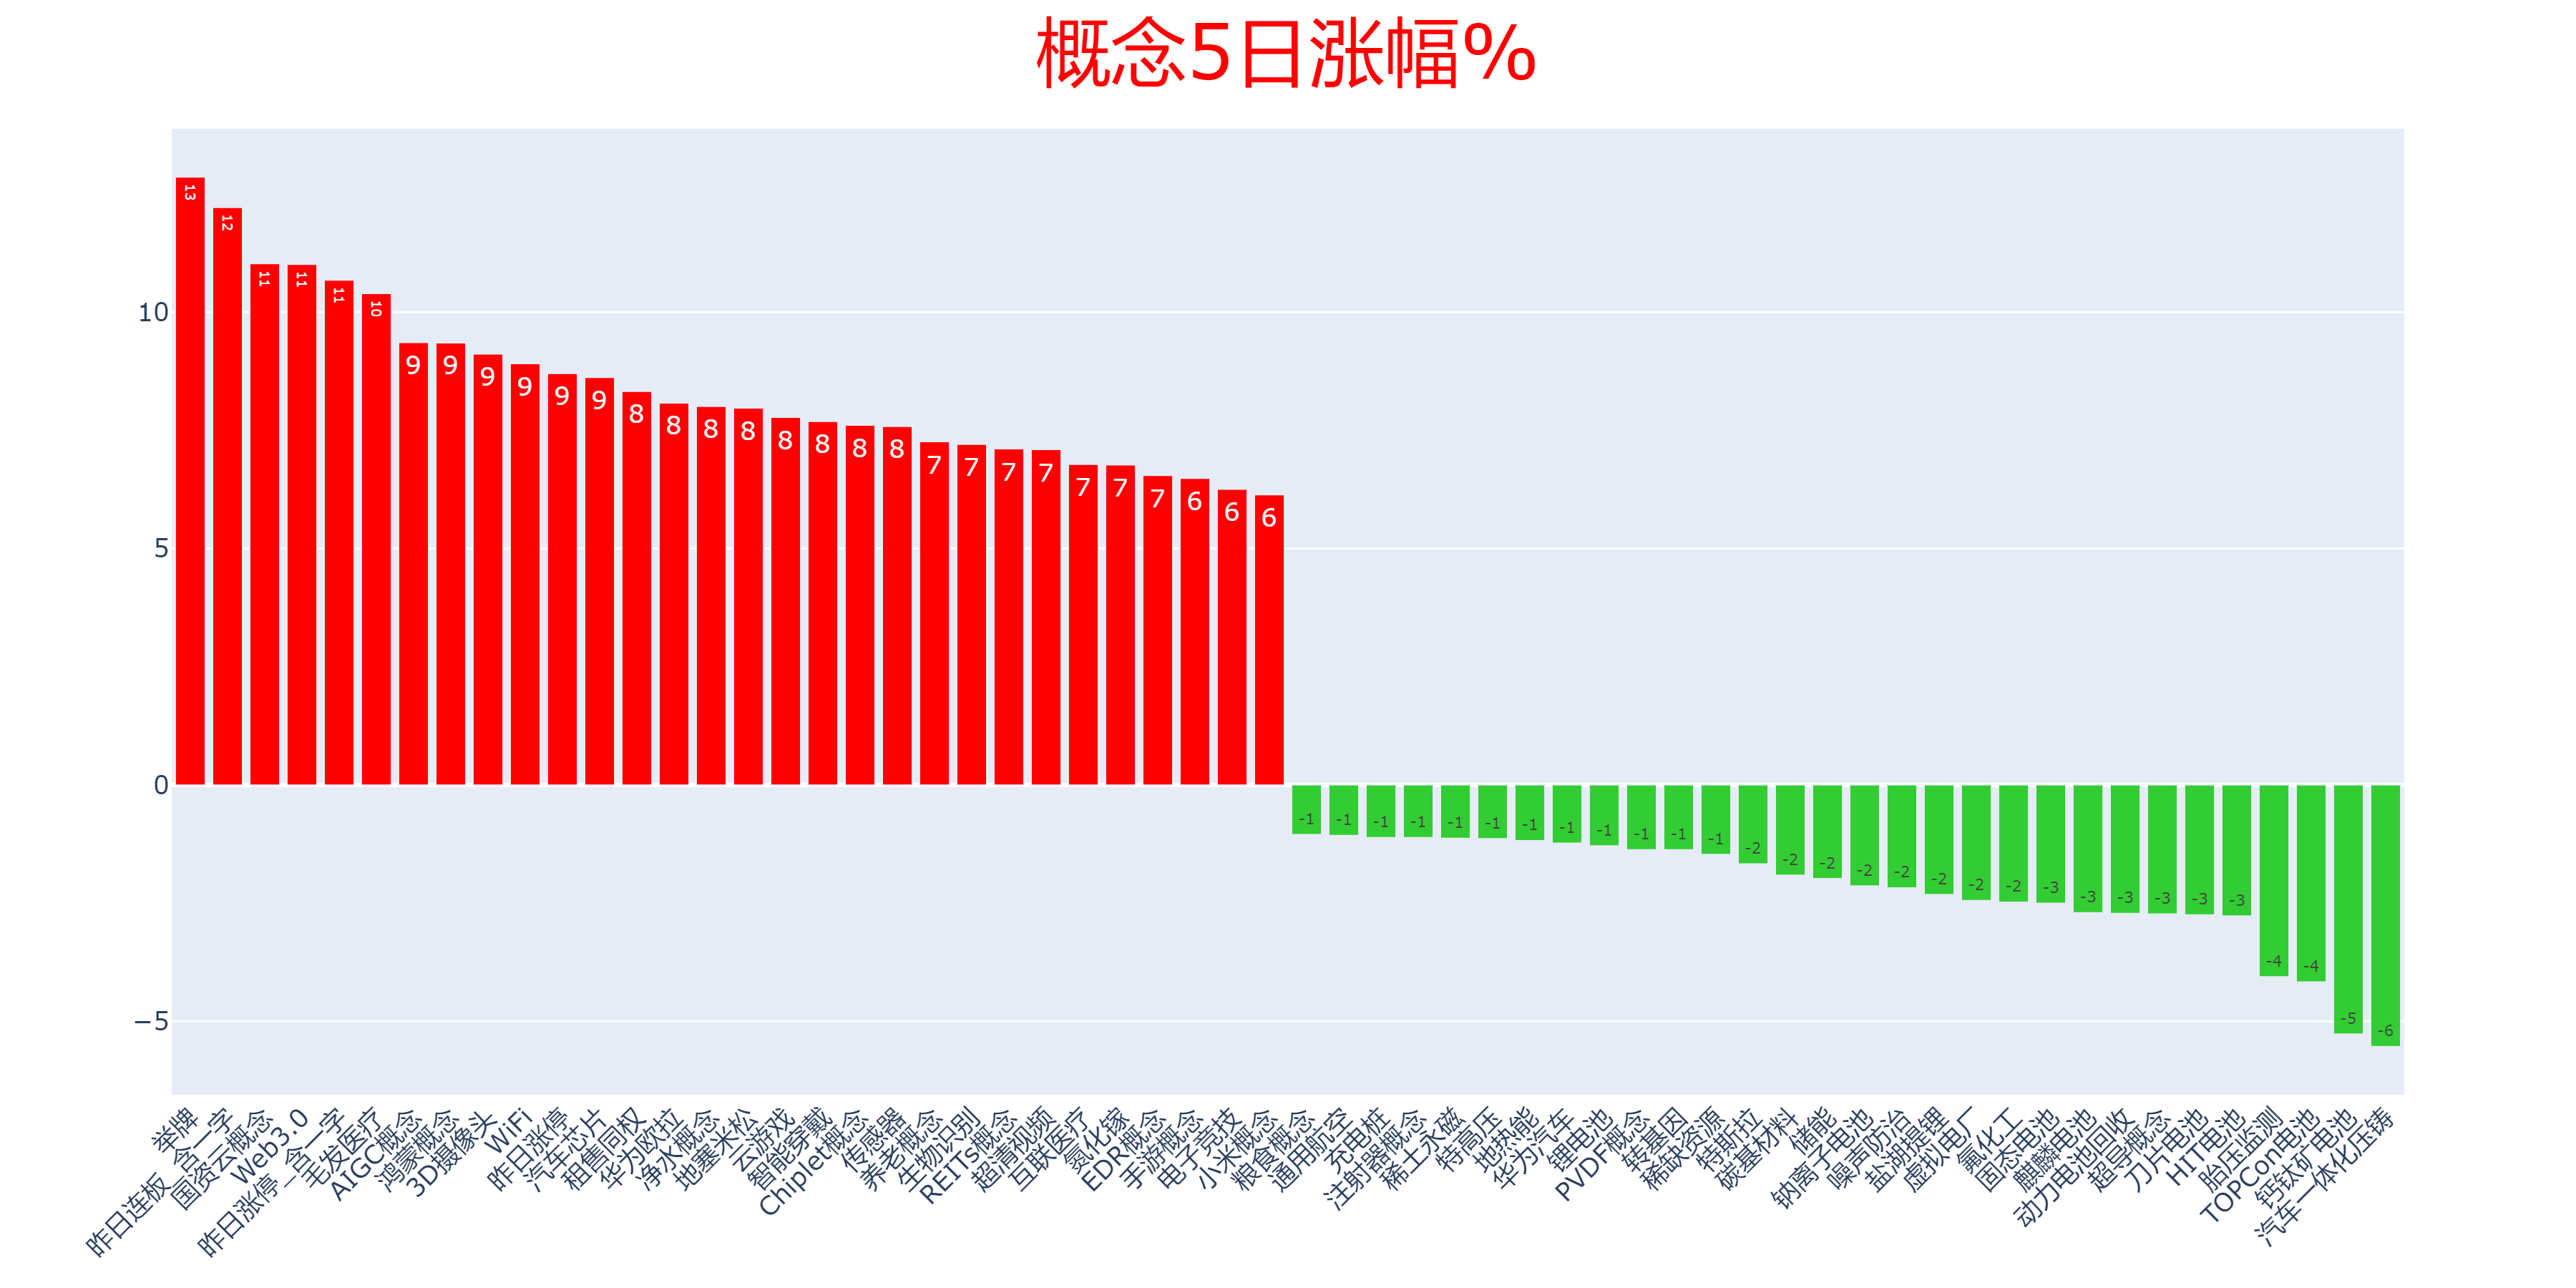 概念5日涨幅%
10
5
0
−5
13
12
11
11
11
10
9
9
9
9
9
9
8
8
8
8
8
8
8
8
7
7
7
7
7
7
7
6
6
6
-1
-1
-1
-1
-1
-1
-1
-1
-1
-1
-1
-1
-2
-2
-2
-2
-2
-2
-2
-2
-3
-3
-3
-3
-3
-3
-4
-4
-5
-6
举牌
昨日连板_含一字
国资云概念
Web3.0
昨日涨停_含一字
毛发医疗
AIGC概念
鸿蒙概念
3D摄像头
WiFi
昨日涨停
汽车芯片
租售同权
华为欧拉
净水概念
地塞米松
云游戏
智能穿戴
Chiplet概念
传感器
养老概念
生物识别
REITs概念
超清视频
互联医疗
氮化镓
EDR概念
手游概念
电子竞技
小米概念
粮食概念
通用航空
充电桩
注射器概念
稀土永磁
特高压
地热能
华为汽车
锂电池
PVDF概念
转基因
稀缺资源
特斯拉
碳基材料
储能
钠离子电池
噪声防治
盐湖提锂
虚拟电厂
氟化工
固态电池
麒麟电池
动力电池回收
超导概念
刀片电池
HIT电池
胎压监测
TOPCon电池
钙钛矿电池
汽车一体化压铸